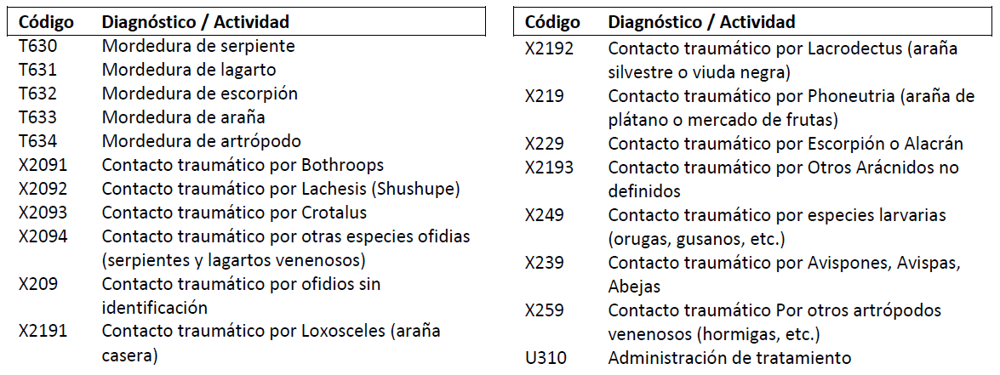 Código Diagnóstico / Actividad
T630 Mordedura de serpiente
T631 Mordedura de lagarto
T632 Mordedura de escorpión
T633 Mordedura de araña
T634 Mordedura de artrópodo
X2091 Contacto traumático por Bothroops
X2092 Contacto traumático por Lachesis (Shushupe)
X2093 Contacto traumático por Crotalus
X2094 Contacto traumático por otras especies ofidias
(serpientes y lagartos venenosos)
X209 Contacto traumático por ofidios sin
identificación
X2191 Contacto traumático por Loxosceles (araña
casera)
Código Diagnóstico / Actividad
X2192 Contacto traumático por Lacrodectus (araña
silvestre o viuda negra)
X219 Contacto traumático por Phoneutria (araña de
plátano o mercado de frutas)
X229 Contacto traumático por Escorpión o Alacrán
X2193 Contacto traumático por Otros Arácnidos no
definidos
X249 Contacto traumático por especies larvarias
(orugas, gusanos, etc.)
X239 Contacto traumático por Avispones, Avispas,
Abejas
X259 Contacto traumático Por otros artrópodos
venenosos (hormigas, etc.)
U310 Administración de tratamiento